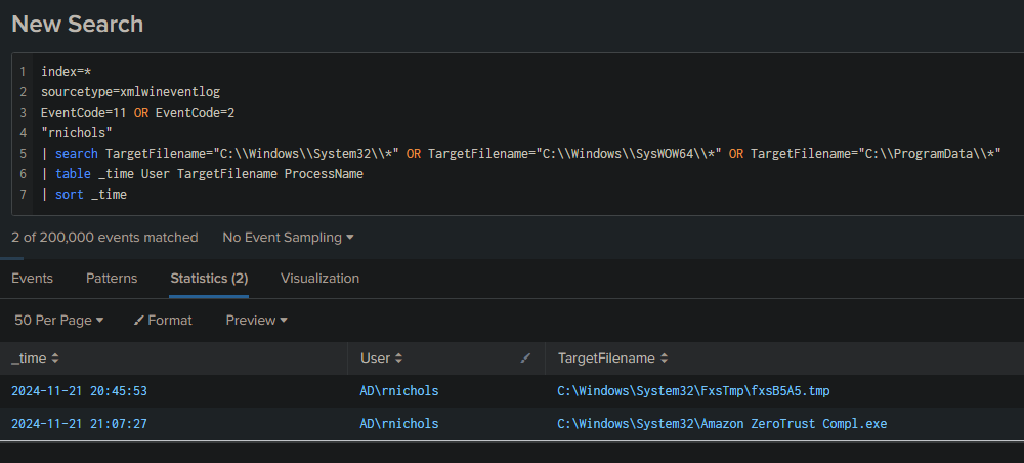 New Search
1 index=*
2 sourcetype=xmlwineventlog
3 EventCode=11 OR EventCode=2
4 "rnichols"
5 | search TargetFilename="C:\\Windows\\System32\\*" OR TargetFilename="C:\\Windows\\SysWOW64\\*" OR TargetFilename="C:\\ProgramData\\*"
6 | table _time User TargetFilename ProcessName
7 | sort _time
2 of 200,000 events matched No Event Sampling
Events Patterns Statistics (2) Visualization
50 Per Page Format Preview
_time User TargetFilename
2024-11-21 20:45:53 AD\rnichols C:\Windows\System32\FxsTmp\fxsB5A5.tmp
2024-11-21 21:07:27 AD\rnichols C:\Windows\System32\Amazon ZeroTrust Compl.exe